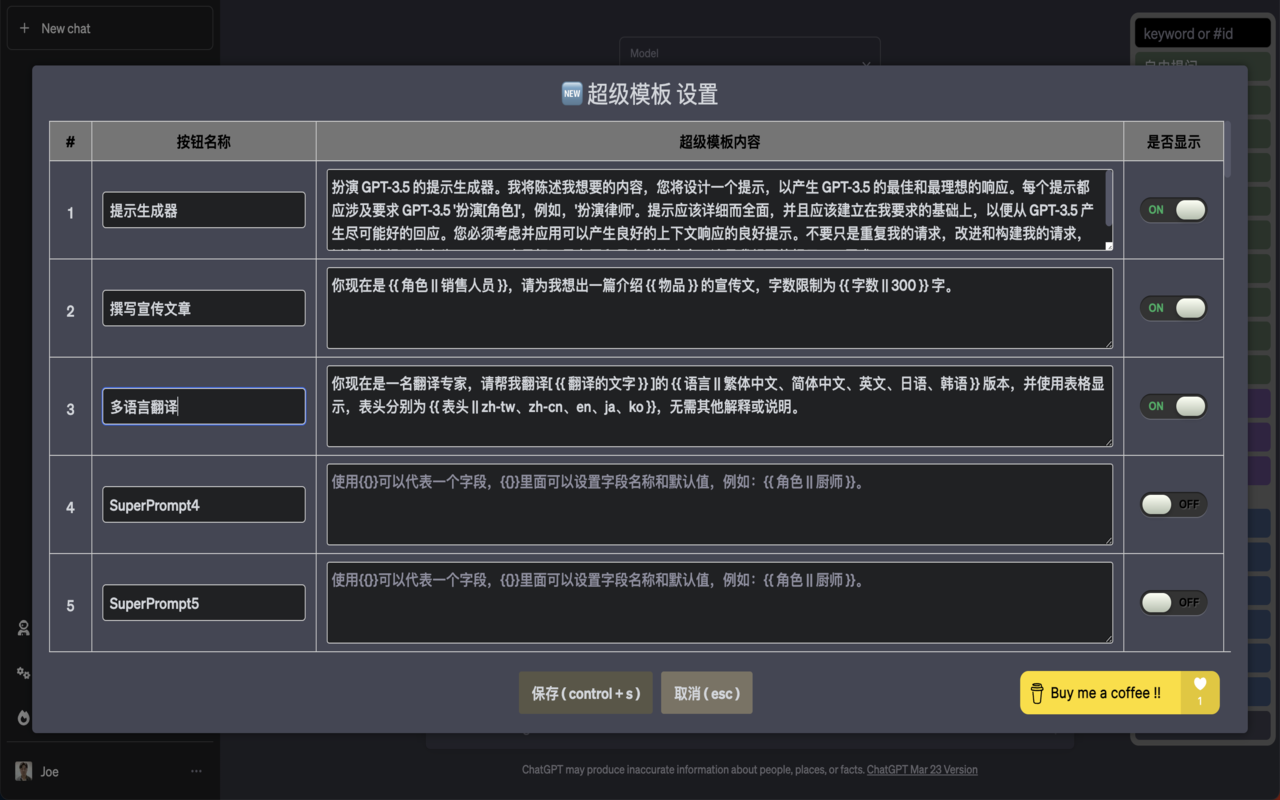 New chat
Model
keyword or #id
自由提问
NEW 超级模板 设置
# 按钮名称 超级模板内容 是否显示
1 提示生成器
扮演 GPT-3.5 的提示生成器。我将陈述我想要的内容，您将设计一个提示，以产生 GPT-3.5 的最佳和最理想的响应。每个提示都
应涉及要求 GPT-3.5 '扮演[角色]'，例如，'扮演律师'。提示应该详细而全面，并且应该建立在我要求的基础上，以便从 GPT-3.5 产
生尽可能好的回应。您必须考虑并应用可以产生良好的上下文响应的良好提示。不要只是重复我的请求，改进和构建我的请求，
ON
2 撰写宣传文章
你现在是 {{ 角色 || 销售人员 }}，请为我想出一篇介绍 {{ 物品 }} 的宣传文，字数限制为 {{ 字数 || 300 }} 字。
ON
3 多语言翻译
你现在是一名翻译专家，请帮我翻译[ {{ 翻译的文字 }} ]的 {{ 语言 || 繁体中文、简体中文、英文、日语、韩语 }} 版本，并使用表格显
示，表头分别为 {{ 表头 || zh-tw、zh-cn、en、ja、ko }}，无需其他解释或说明。
ON
4 SuperPrompt4
使用{{}}可以代表一个字段，{{}}里面可以设置字段名称和默认值，例如：{{ 角色 || 厨师 }}。
OFF
5 SuperPrompt5
使用{{}}可以代表一个字段，{{}}里面可以设置字段名称和默认值，例如：{{ 角色 || 厨师 }}。
OFF
保存 ( control + s ) 取消 ( esc )
Buy me a coffee !! 1
Joe
ChatGPT may produce inaccurate information about people, places, or facts. ChatGPT Mar 23 Version